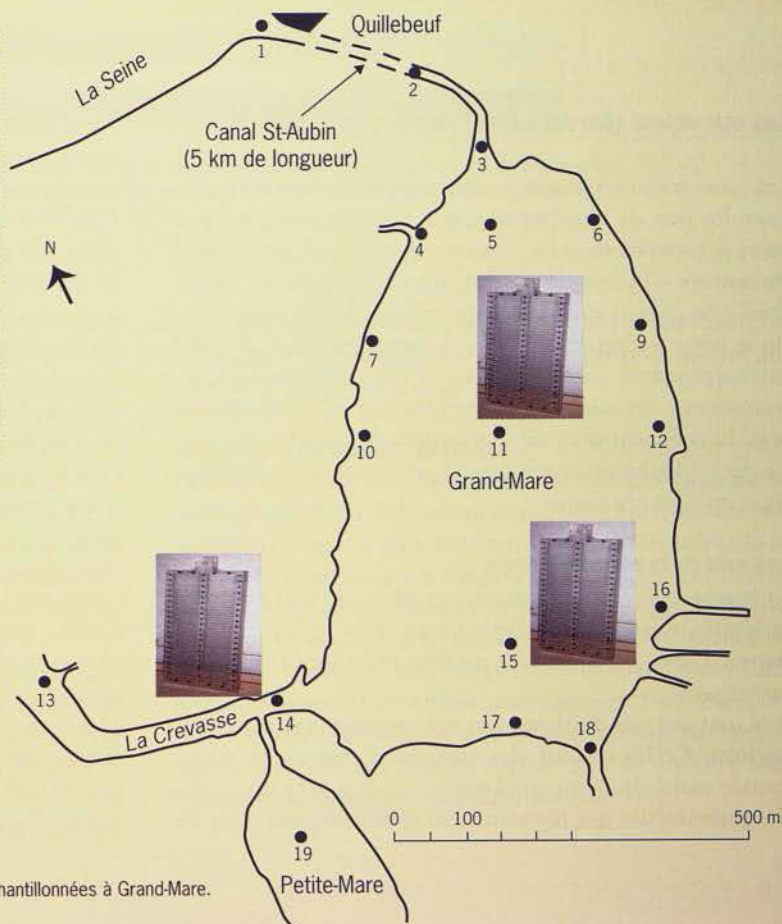 Quillebeuf
1
La Seine
2
Canal St-Aubin
(5 km de longueur)
3
N
4
5
6
7
9
10
11
12
Grand-Mare
13
14
La Crevasse
15
16
17
18
19
Petite-Mare
0 100 500 m
hantillonnées à Grand-Mare.